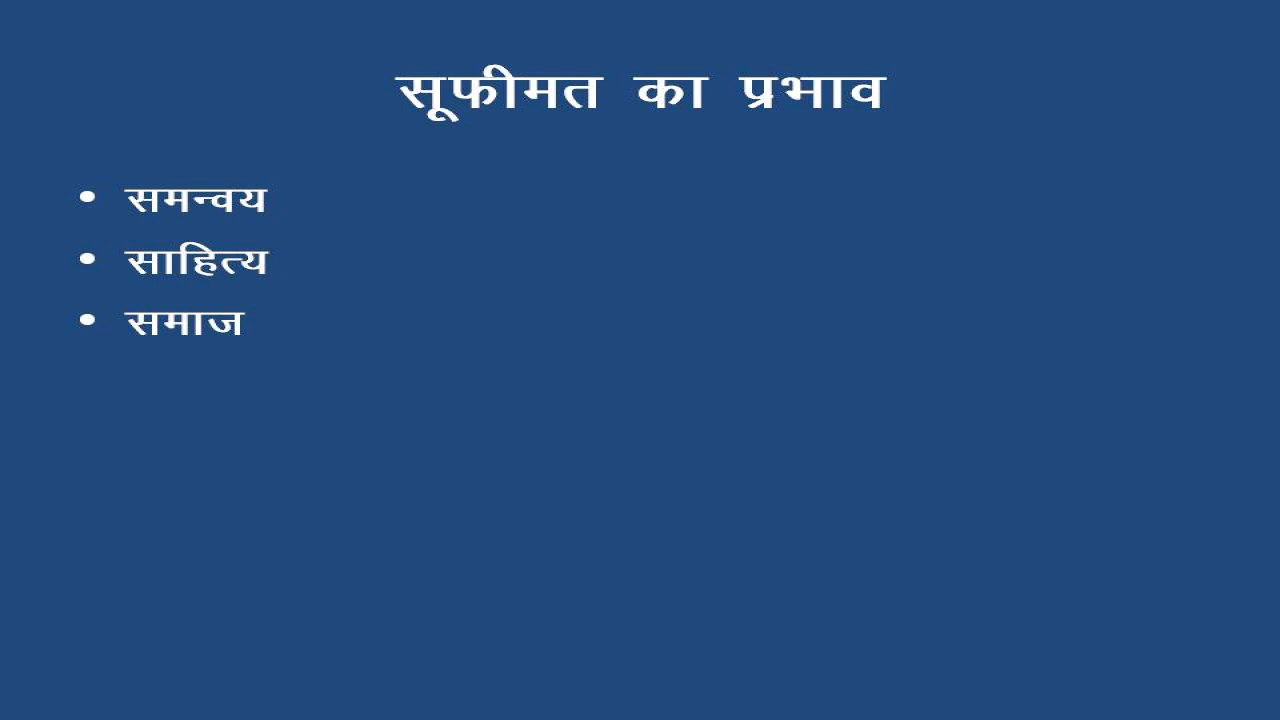 सूफीमत का प्रभाव
• समन्वय
• साहित्य
• समाज